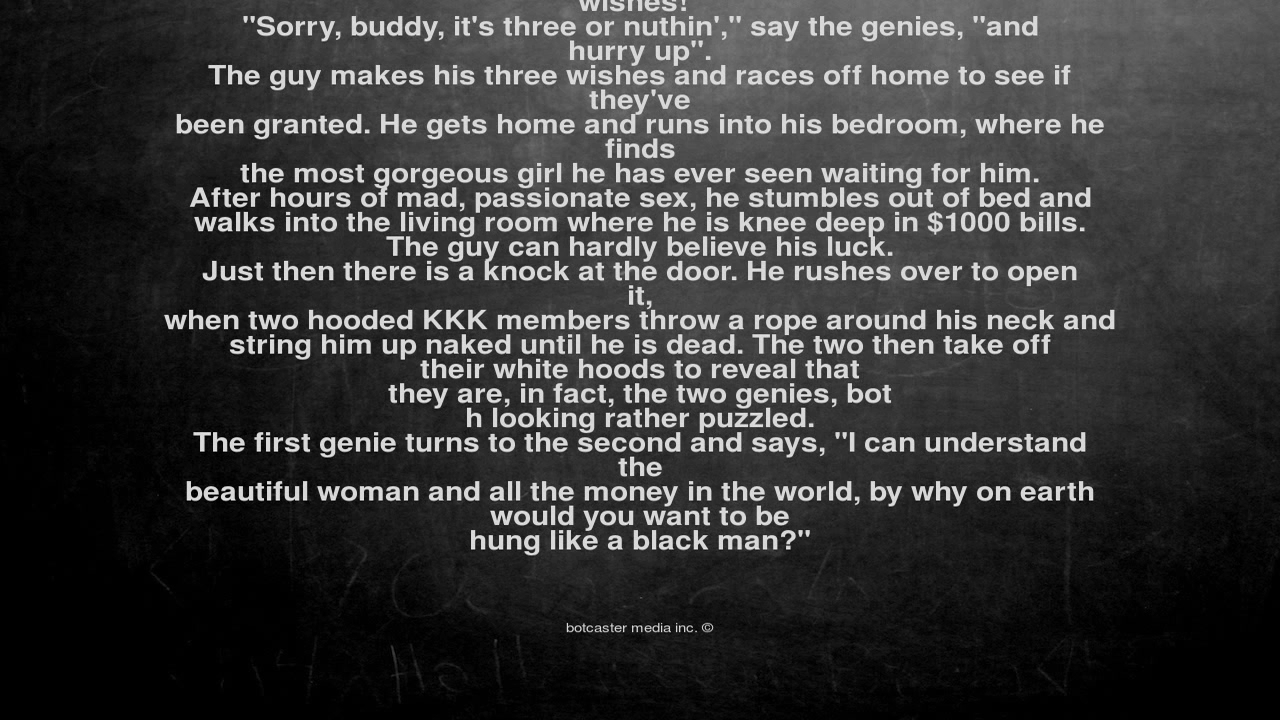 wishes!
"Sorry, buddy, it's three or nuthin'," say the genies, "and
hurry up".
The guy makes his three wishes and races off home to see if
they've
been granted. He gets home and runs into his bedroom, where he
finds
the most gorgeous girl he has ever seen waiting for him.
After hours of mad, passionate sex, he stumbles out of bed and
walks into the living room where he is knee deep in $1000 bills.
The guy can hardly believe his luck.
Just then there is a knock at the door. He rushes over to open
it,
when two hooded KKK members throw a rope around his neck and
string him up naked until he is dead. The two then take off
their white hoods to reveal that
they are, in fact, the two genies, bot
h looking rather puzzled.
The first genie turns to the second and says, "I can understand
the
beautiful woman and all the money in the world, by why on earth
would you want to be
hung like a black man?"
botcaster media inc. ©